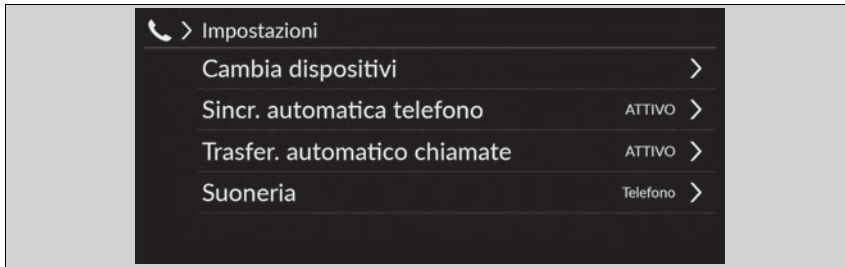 Impostazioni
Cambia dispositivi
Sincr. automatica telefono ATTIVO
Trasfer. automatico chiamate ATTIVO
Suoneria Telefono